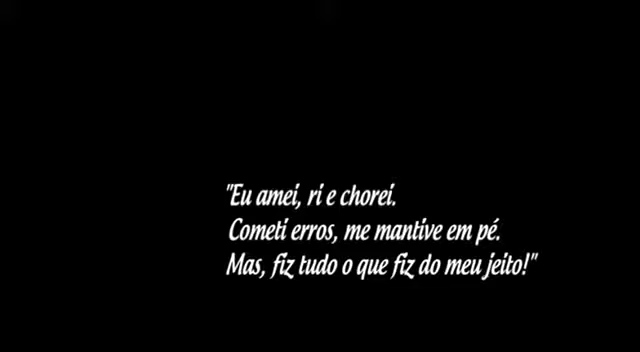 "Eu amei, ri e chorei.
Cometi erros, me mantive em pé.
Mas, fiz tudo o que fiz do meu jeito!"